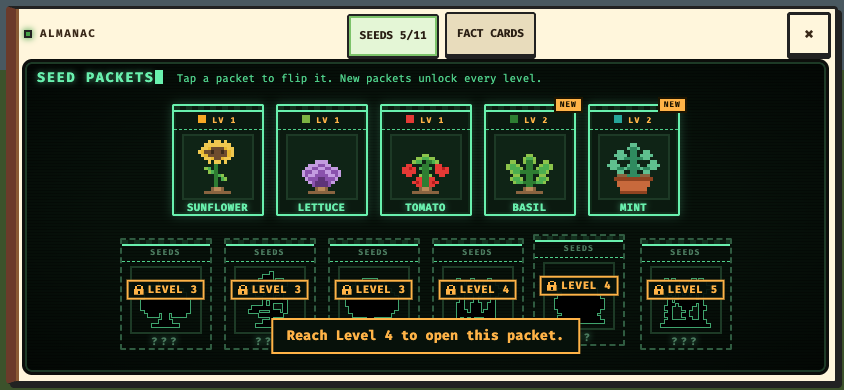 ALMANAC
SEEDS 5/11
FACT CARDS
×
SEED PACKETS
Tap a packet to flip it. New packets unlock every level.
NEW
NEW
LV 1
LV 1
LV 1
LV 2
LV 2
SUNFLOWER
LETTUCE
TOMATO
BASIL
MINT
SEEDS
SEEDS
SEEDS
SEEDS
SEEDS
SEEDS
LEVEL 3
LEVEL 3
LEVEL 3
LEVEL 4
LEVEL 4
LEVEL 5
Reach Level 4 to open this packet.
???
??
?
???